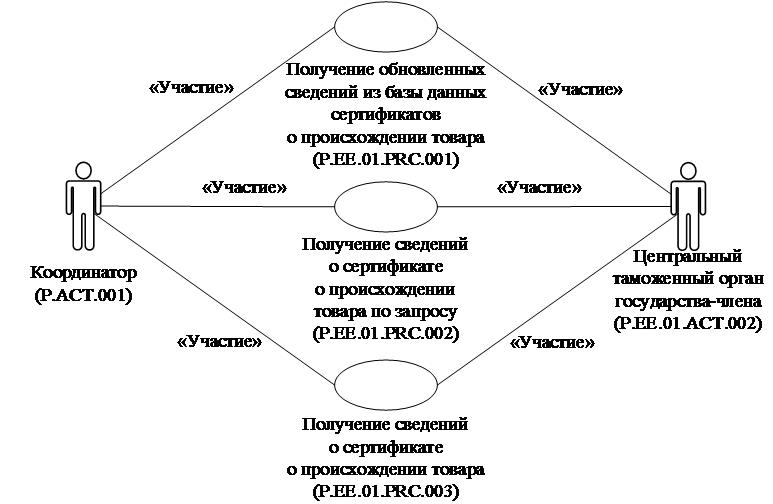 «Участие»
«Участие»
Получение обновленных
сведений из базы данных
сертификатов
о происхождении товара
(P.EE.01.PRC.001)
«Участие»
«Участие»
Координатор
(P.ACT.001)
Получение сведений
о сертификате
о происхождении
товара по запросу
(P.EE.01.PRC.002)
Центральный
таможенный орган
государства-члена
(P.EE.01.ACT.002)
«Участие»
«Участие»
Получение сведений
о сертификате
о происхождении товара
(P.EE.01.PRC.003)